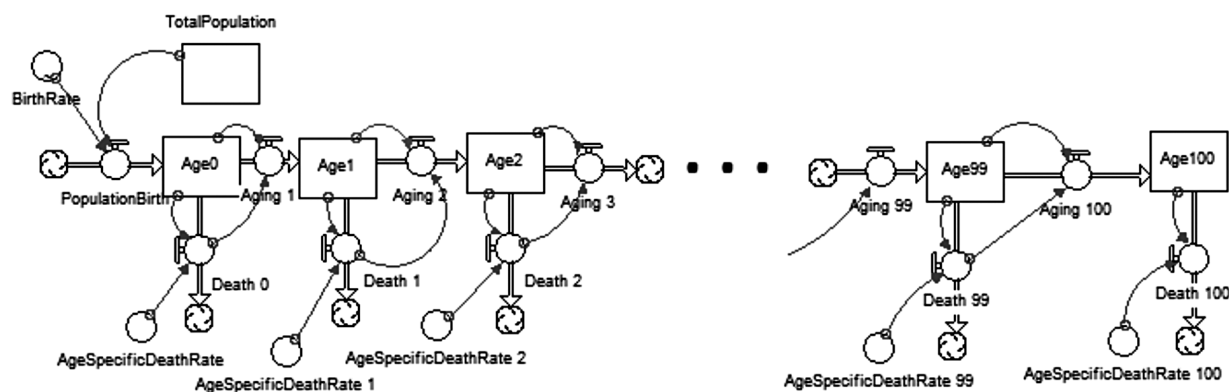 TotalPopulation
BirthRate
Age0
Age1
Age2
Age99
Age100
PopulationBirth
Aging 1
Aging 2
Aging 3
Aging 99
Aging 100
Death 0
Death 1
Death 2
Death 99
Death 100
AgeSpecificDeathRate
AgeSpecificDeathRate 1
AgeSpecificDeathRate 2
AgeSpecificDeathRate 99
AgeSpecificDeathRate 100